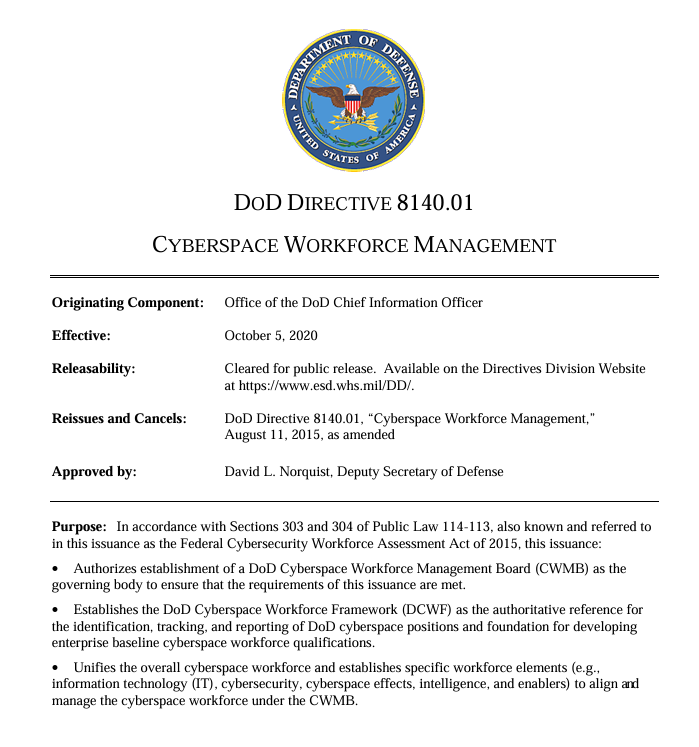 DEPARTMENT OF DEFENSE
UNITED STATES OF AMERICA
DOD DIRECTIVE 8140.01
CYBERSPACE WORKFORCE MANAGEMENT
Originating Component: Office of the DoD Chief Information Officer
Effective: October 5, 2020
Releasability: Cleared for public release. Available on the Directives Division Website
at https://www.esd.whs.mil/DD/.
Reissues and Cancels: DoD Directive 8140.01, “Cyberspace Workforce Management,”
August 11, 2015, as amended
Approved by: David L. Norquist, Deputy Secretary of Defense
Purpose: In accordance with Sections 303 and 304 of Public Law 114-113, also known and referred to
in this issuance as the Federal Cybersecurity Workforce Assessment Act of 2015, this issuance:
• Authorizes establishment of a DoD Cyberspace Workforce Management Board (CWMB) as the
governing body to ensure that the requirements of this issuance are met.
• Establishes the DoD Cyberspace Workforce Framework (DCWF) as the authoritative reference for
the identification, tracking, and reporting of DoD cyberspace positions and foundation for developing
enterprise baseline cyberspace workforce qualifications.
• Unifies the overall cyberspace workforce and establishes specific workforce elements (e.g.,
information technology (IT), cybersecurity, cyberspace effects, intelligence, and enablers) to align and
manage the cyberspace workforce under the CWMB.